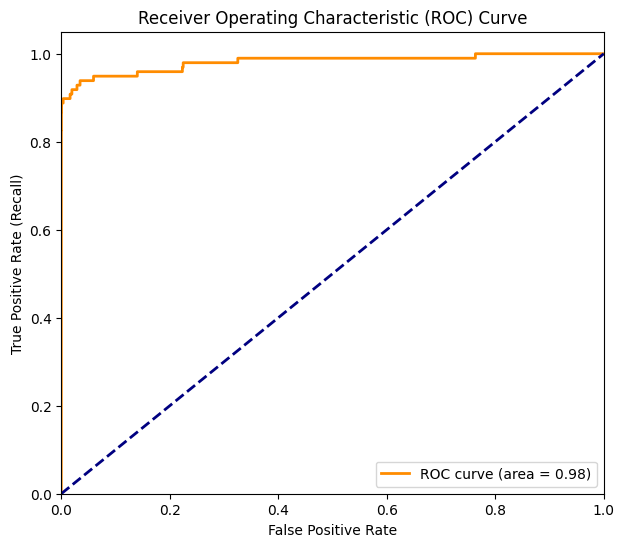 Receiver Operating Characteristic (ROC) Curve
True Positive Rate (Recall)
1.0
0.8
0.6
0.4
0.2
0.0
ROC curve (area = 0.98)
0.0 0.2 0.4 0.6 0.8 1.0
False Positive Rate